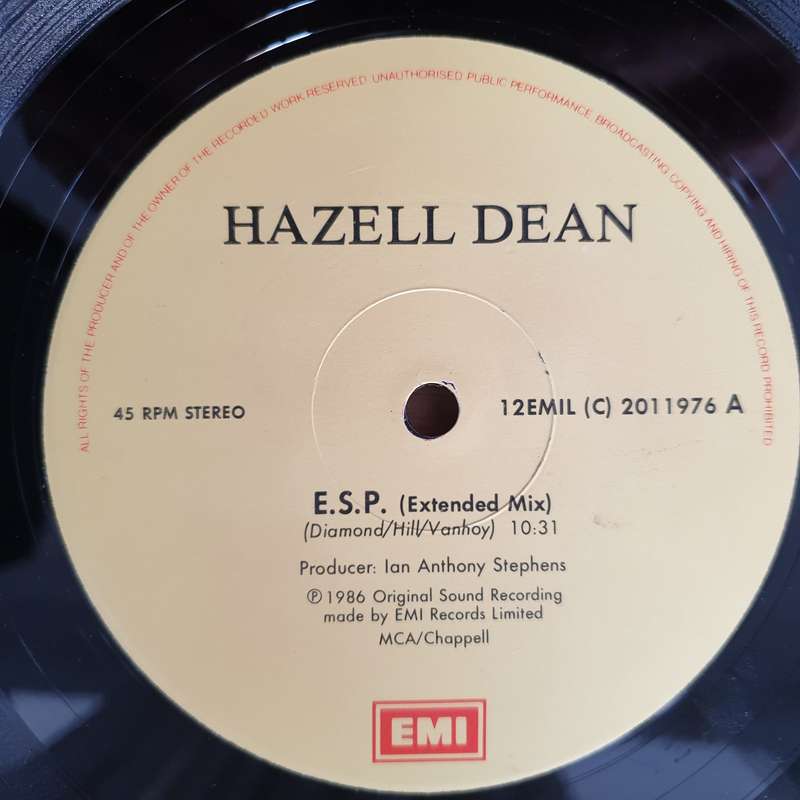 ALL RIGHTS OF THE PRODUCER AND OF THE OWNER OF THE RECORDED WORK RESERVED. UNAUTHORISED PUBLIC PERFORMANCE, BROADCASTING, COPYING AND HIRING OF THIS RECORD PROHIBITED
HAZELL DEAN
45 RPM STEREO
12EMIL (C) 2011976 A
E.S.P. (Extended Mix)
(Diamond/Hill/Vanhoy) 10:31
Producer: Ian Anthony Stephens
℗ 1986 Original Sound Recording
made by EMI Records Limited
MCA/Chappell
EMI